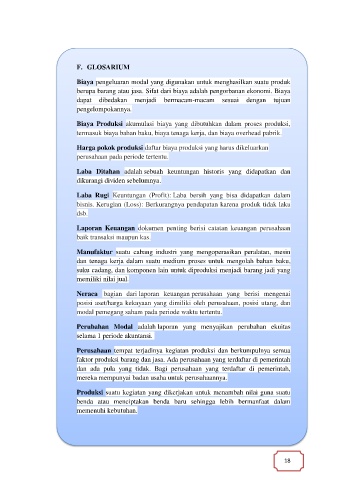 F. GLOSARIUM
Biaya pengeluaran modal yang digunakan untuk menghasilkan suatu produk
berupa barang atau jasa. Sifat dari biaya adalah pengorbanan ekonomi. Biaya
dapat dibedakan menjadi bermacam-macam sesuai dengan tujuan
pengelompokannya.
Biaya Produksi akumulasi biaya yang dibutuhkan dalam proses produksi,
termasuk biaya bahan baku, biaya tenaga kerja, dan biaya overhead pabrik.
Harga pokok produksi daftar biaya produksi yang harus dikeluarkan
perusahaan pada periode tertentu.
Laba Ditahan adalah sebuah keuntungan historis yang didapatkan dan
dikurangi dividen sebelumnya.
Laba Rugi Keuntungan (Profit): Laba bersih yang bisa didapatkan dalam
bisnis. Kerugian (Loss): Berkurangnya pendapatan karena produk tidak laku
dsb.
Laporan Keuangan dokumen penting berisi catatan keuangan perusahaan
baik transaksi maupun kas.
Manufaktur suatu cabang industri yang mengoperasikan peralatan, mesin
dan tenaga kerja dalam suatu medium proses untuk mengolah bahan baku,
suku cadang, dan komponen lain untuk diproduksi menjadi barang jadi yang
memiliki nilai jual.
Neraca bagian dari laporan keuangan perusahaan yang berisi mengenai
posisi aset/harga kekayaan yang dimiliki oleh perusahaan, posisi utang, dan
modal pemegang saham pada periode waktu tertentu.
Perubahan Modal adalah laporan yang menyajikan perubahan ekuitas
selama 1 periode akuntansi.
Perusahaan tempat terjadinya kegiatan produksi dan berkumpulnya semua
faktor produksi barang dan jasa. Ada perusahaan yang terdaftar di pemerintah
dan ada pula yang tidak. Bagi perusahaan yang terdaftar di pemerintah,
mereka mempunyai badan usaha untuk perusahaannya.
Produksi suatu kegiatan yang dikerjakan untuk menambah nilai guna suatu
benda atau menciptakan benda baru sehingga lebih bermanfaat dalam
memenuhi kebutuhan.
18